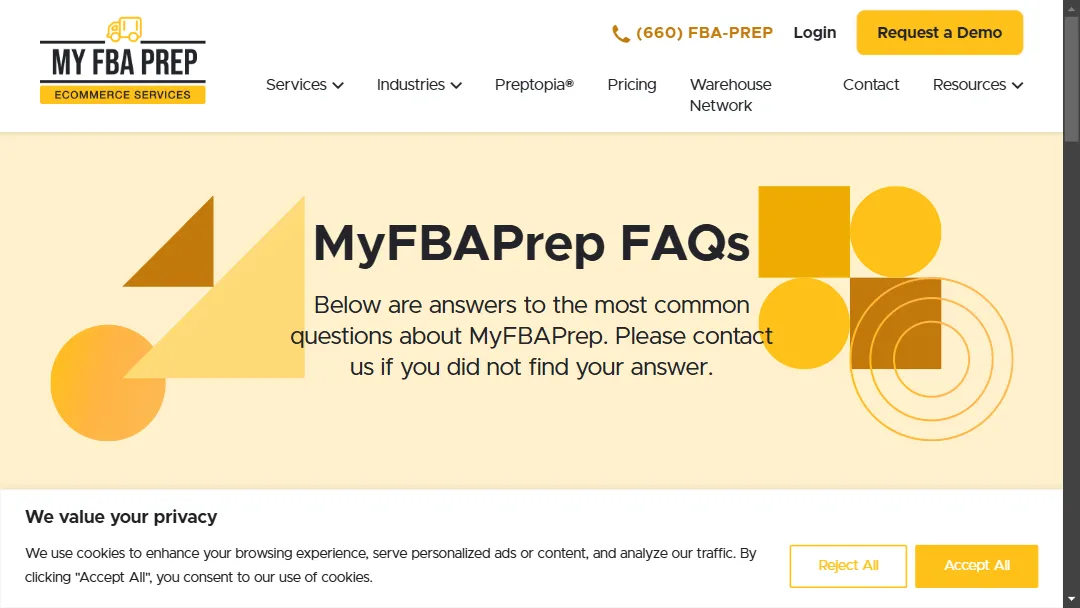 MY FBA PREP
ECOMMERCE SERVICES
(660) FBA-PREP
Login
Request a Demo
Services
Industries
Preptopia®
Pricing
Warehouse
Network
Contact
Resources
MyFBAPrep FAQs
Below are answers to the most common
questions about MyFBAPrep. Please contact
us if you did not find your answer.
We value your privacy
We use cookies to enhance your browsing experience, serve personalized ads or content, and analyze our traffic. By
clicking "Accept All", you consent to our use of cookies.
Reject All
Accept All